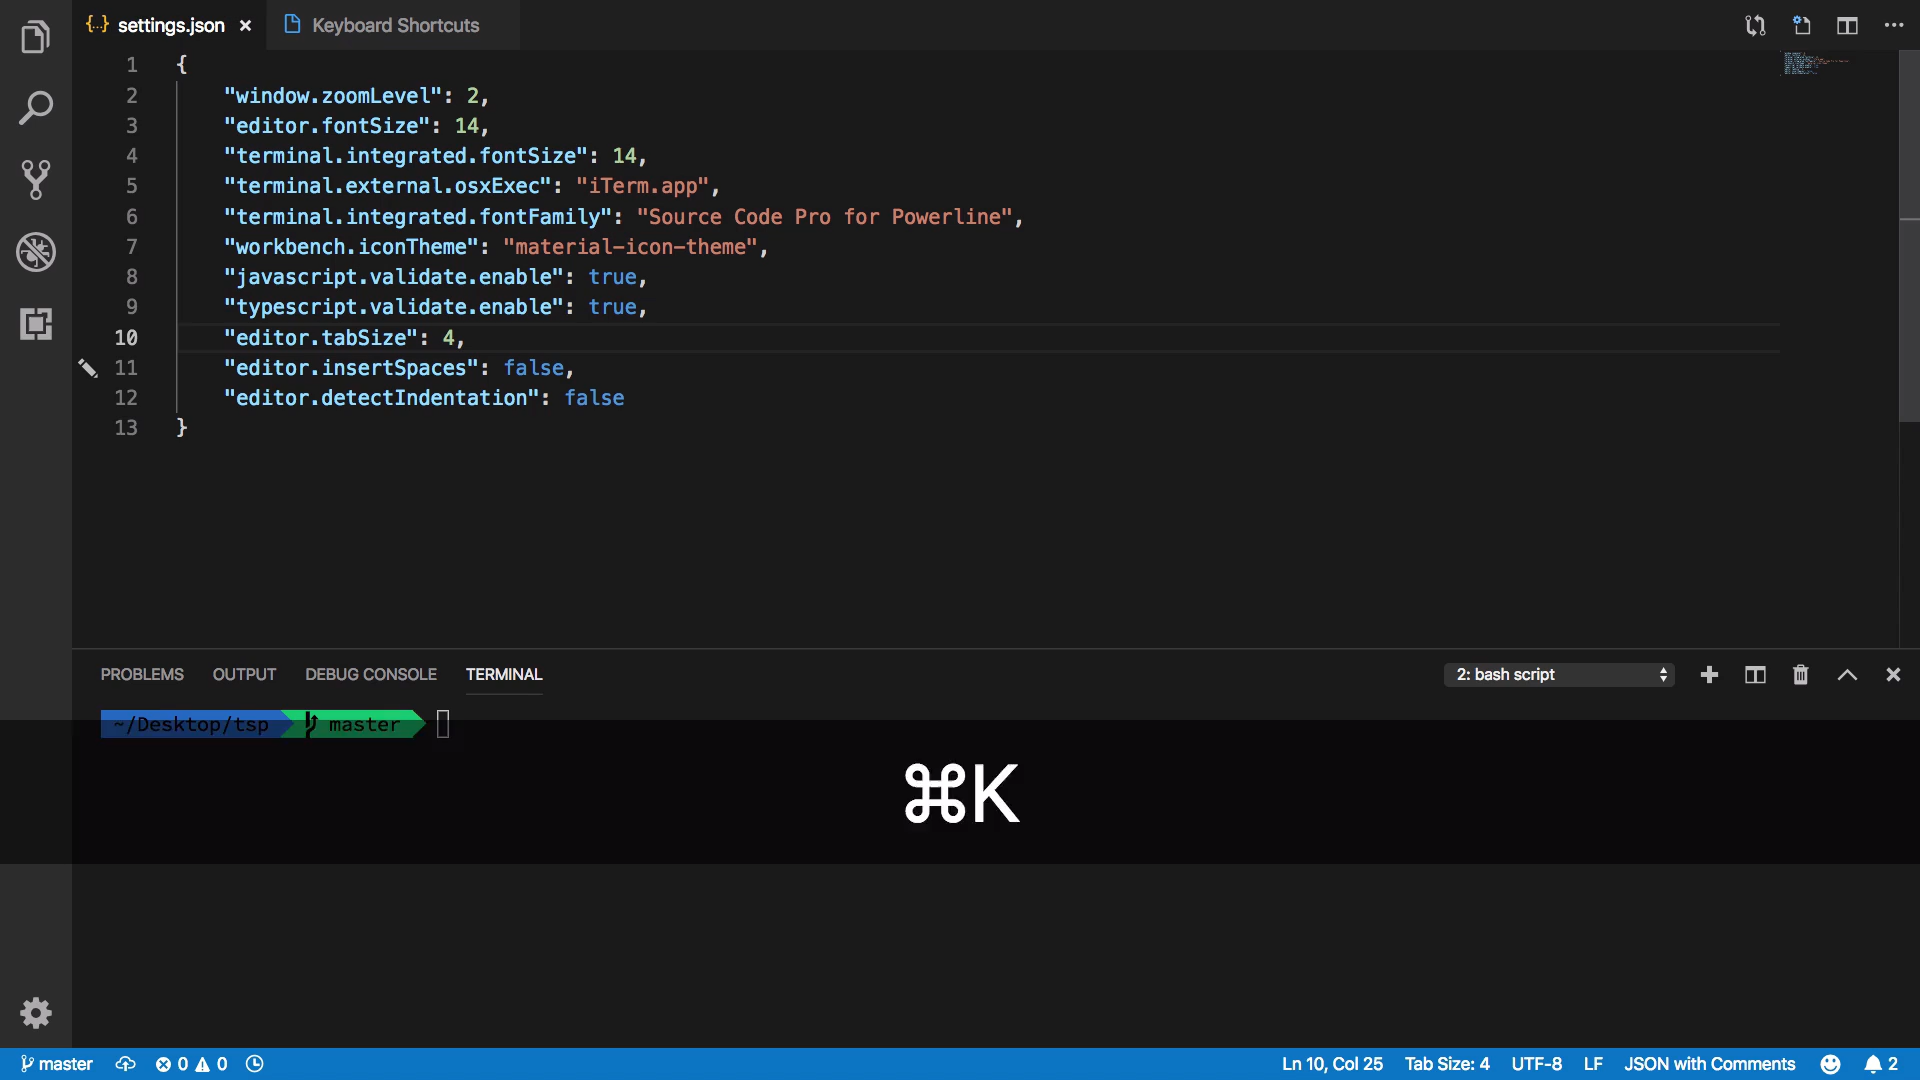 settings.json
Keyboard Shortcuts
1 {
2 "window.zoomLevel": 2,
3 "editor.fontSize": 14,
4 "terminal.integrated.fontSize": 14,
5 "terminal.external.osxExec": "iTerm.app",
6 "terminal.integrated.fontFamily": "Source Code Pro for Powerline",
7 "workbench.iconTheme": "material-icon-theme",
8 "javascript.validate.enable": true,
9 "typescript.validate.enable": true,
10 "editor.tabSize": 4,
11 "editor.insertSpaces": false,
12 "editor.detectIndentation": false
13 }
PROBLEMS OUTPUT DEBUG CONSOLE TERMINAL 2: bash script
~/Desktop/tsp master
⌘K
master 0 0 Ln 10, Col 25 Tab Size: 4 UTF-8 LF JSON with Comments 2